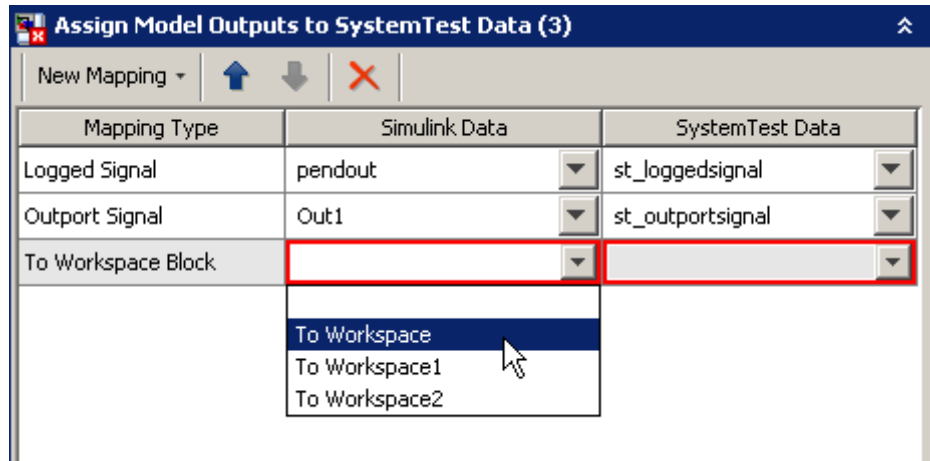 Assign Model Outputs to SystemTest Data (3)
New Mapping
Mapping Type Simulink Data SystemTest Data
Logged Signal pendout st_loggedsignal
Outport Signal Out1 st_outportsignal
To Workspace Block
To Workspace
To Workspace1
To Workspace2